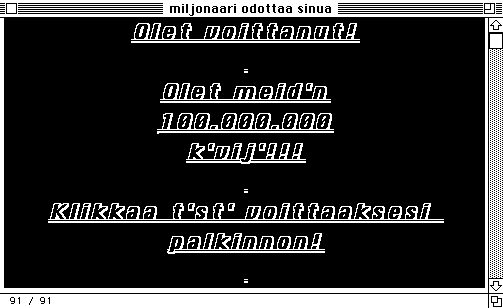 miljonaari odottaa sinua
Olet voittanut!
=
Olet meid'n
100.000.000
k'vij'!!!
=
Klikkaa t'st' voittaaksesi
palkinnon!
=
91 / 91